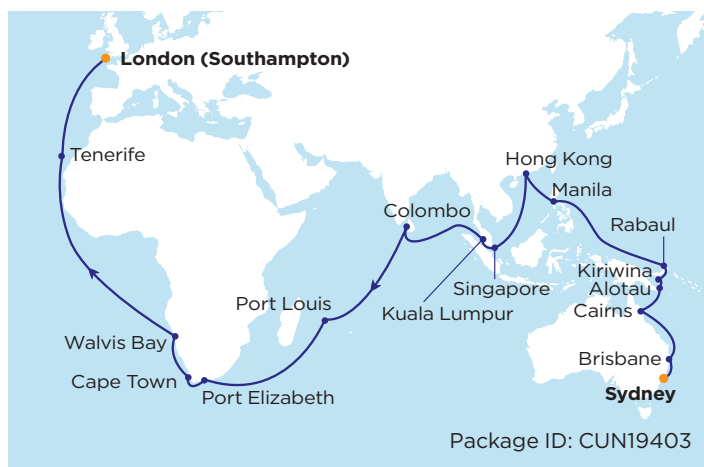 London (Southampton)
Tenerife
Hong Kong
Manila
Colombo
Rabaul
Kiriwina
Alotau
Singapore
Cairns
Port Louis
Kuala Lumpur
Walvis Bay
Brisbane
Cape Town
Port Elizabeth
Sydney
Package ID: CUN19403